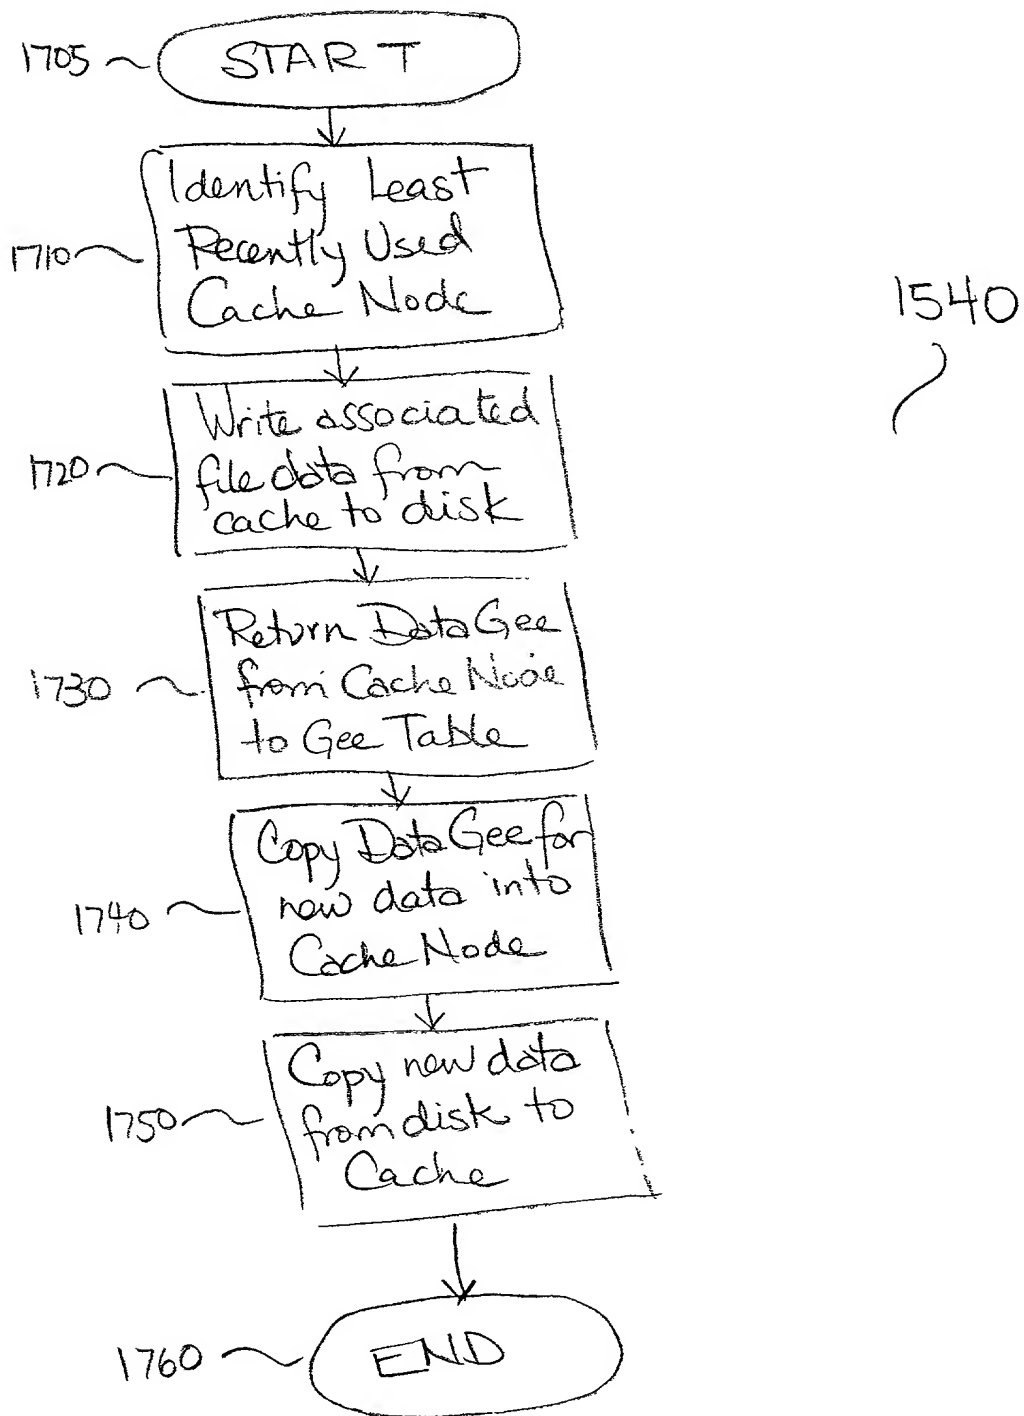 1705
START
Identify Least
Recently Used
Cache Node
1710
1540
Write associated
file data from
cache to disk
1720
Return Data Gee
from Cache Node
to Gee Table
1730
Copy Data Gee for
new data into
Cache Node
1740
Copy new data
from disk to
Cache
1750
1760
END